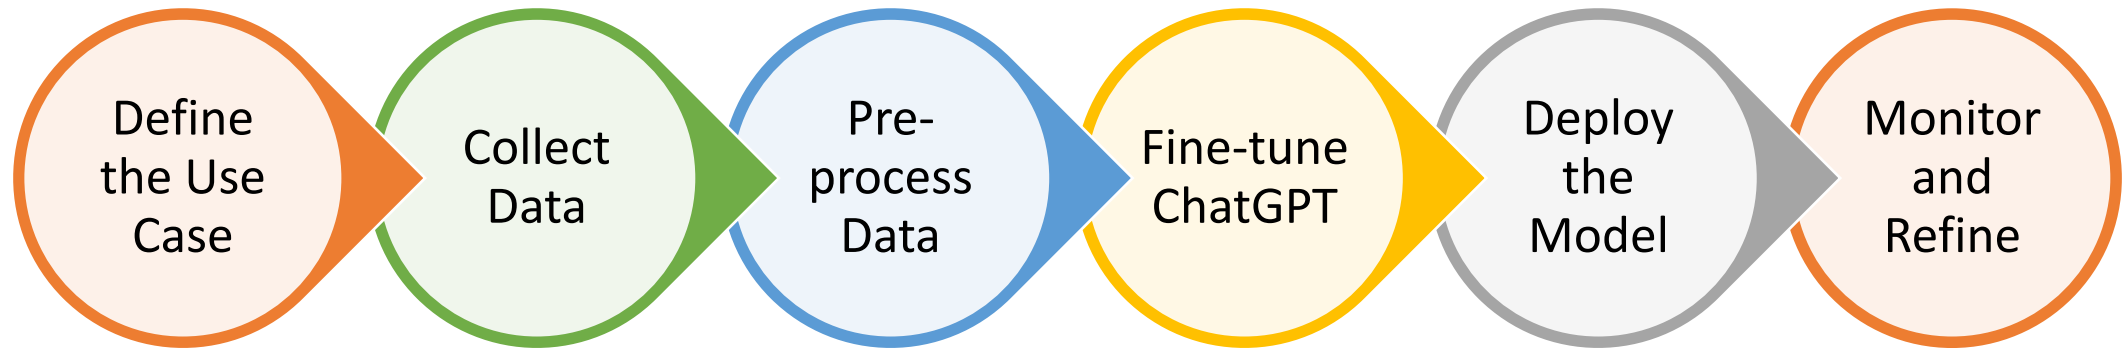 Define
the Use
Case
Collect
Data
Pre-
process
Data
Fine-tune
ChatGPT
Deploy
the
Model
Monitor
and
Refine